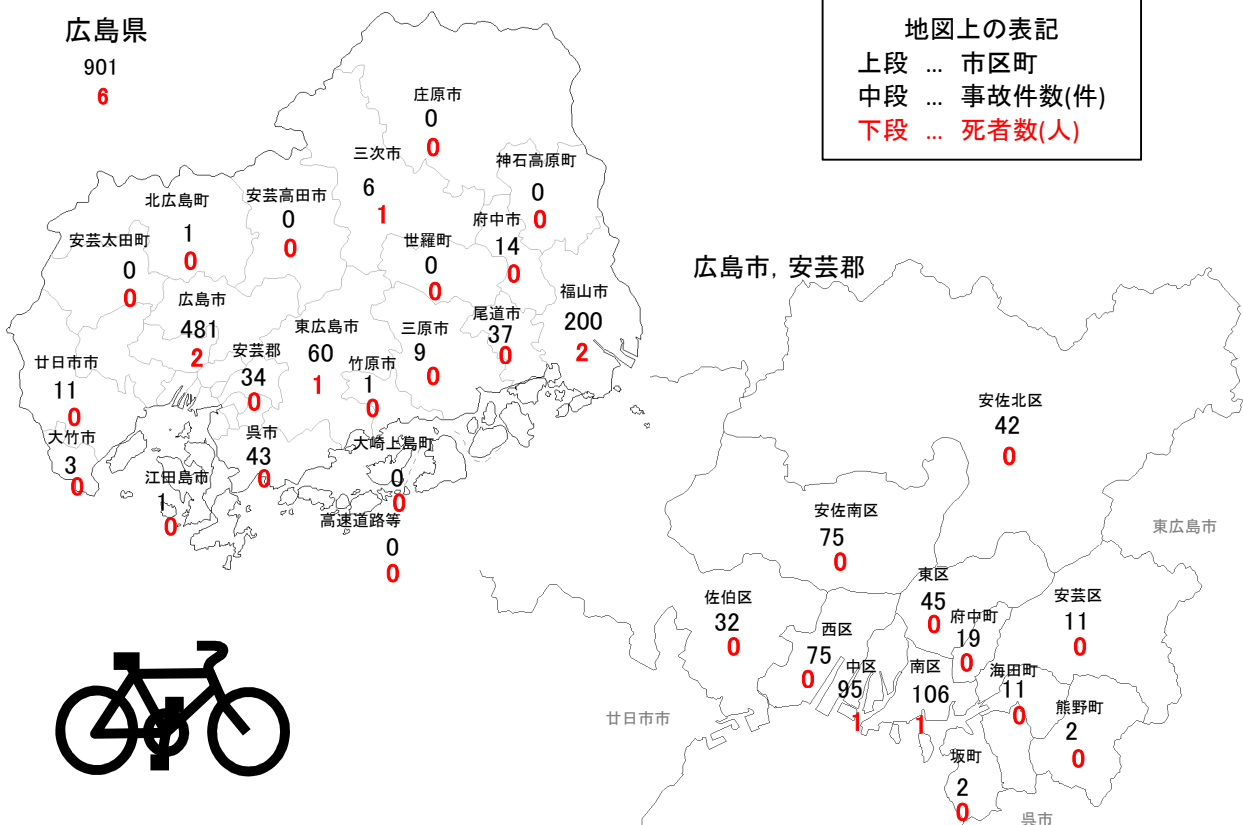 広島県
901
6
地図上の表記
上段 … 市区町
中段 … 事故件数(件)
下段 … 死者数(人)
庄原市
0
0
三次市
6
1
神石高原町
0
0
北広島町
1
0
安芸高田市
0
0
府中市
14
0
安芸太田町
0
0
世羅町
0
0
福山市
200
2
広島市
481
2
東広島市
60
1
三原市
9
0
尾道市
37
0
安芸郡
34
0
竹原市
1
0
廿日市市
11
0
大竹市
3
0
呉市
43
0
大崎上島町
0
0
江田島市
1
0
高速道路等
0
0
広島市, 安芸郡
安佐北区
42
0
安佐南区
75
0
東広島市
東区
45
0
佐伯区
32
0
安芸区
11
0
府中町
19
0
西区
75
0
中区
95
1
南区
106
1
海田町
11
0
熊野町
2
0
廿日市市
坂町
2
0
呉市